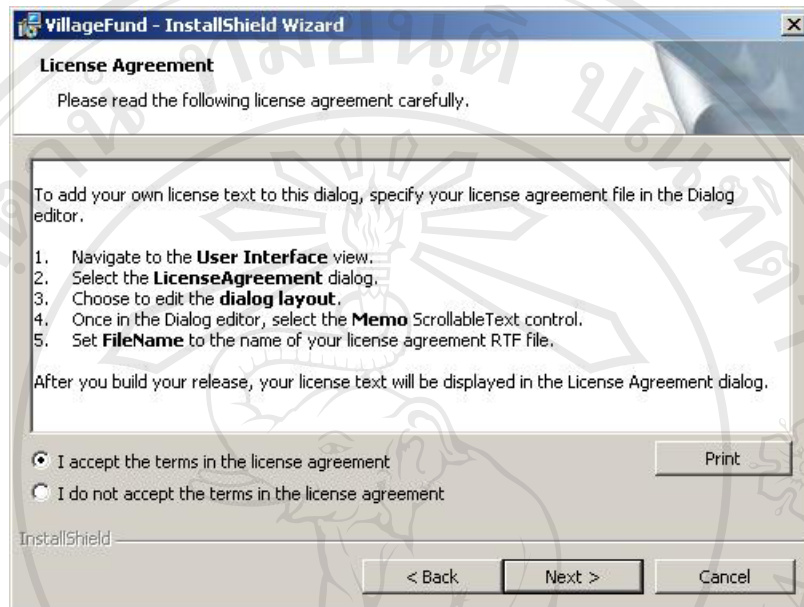 VillageFund - InstallShield Wizard
License Agreement
Please read the following license agreement carefully.
To add your own license text to this dialog, specify your license agreement file in the Dialog
editor.
1. Navigate to the User Interface view.
2. Select the LicenseAgreement dialog.
3. Choose to edit the dialog layout.
4. Once in the Dialog editor, select the Memo ScrollableText control.
5. Set FileName to the name of your license agreement RTF file.
After you build your release, your license text will be displayed in the License Agreement dialog.
I accept the terms in the license agreement
Print
I do not accept the terms in the license agreement
InstallShield
< Back Next > Cancel